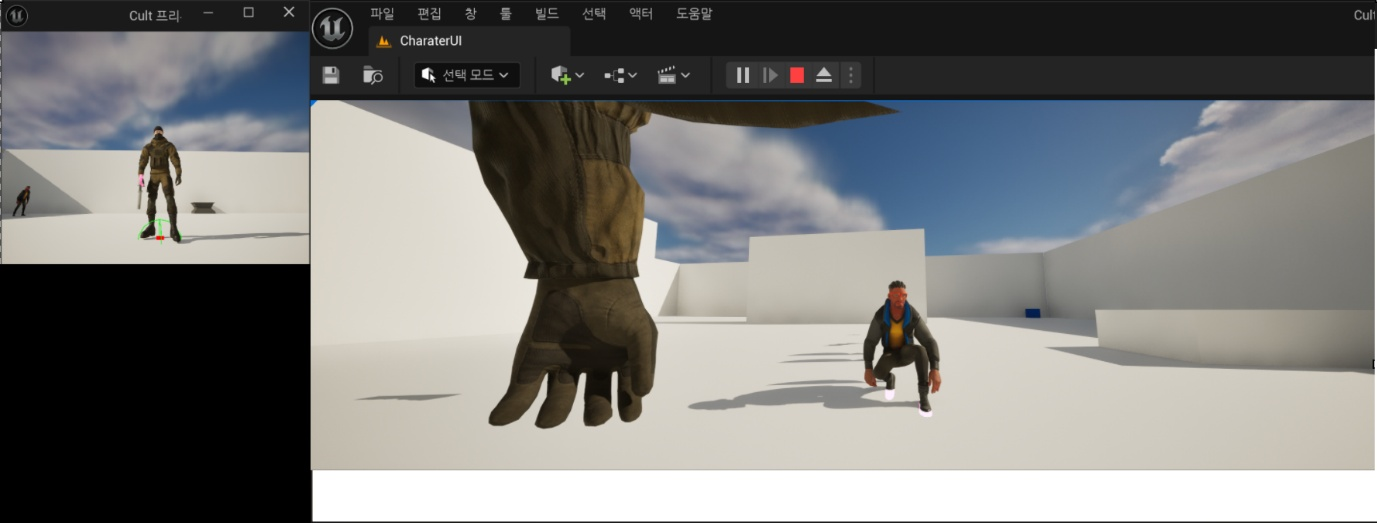 Cult 프리
파일 편집 창 툴 빌드 선택 액터 도움말
Cult
CharaterUI
선택 모드